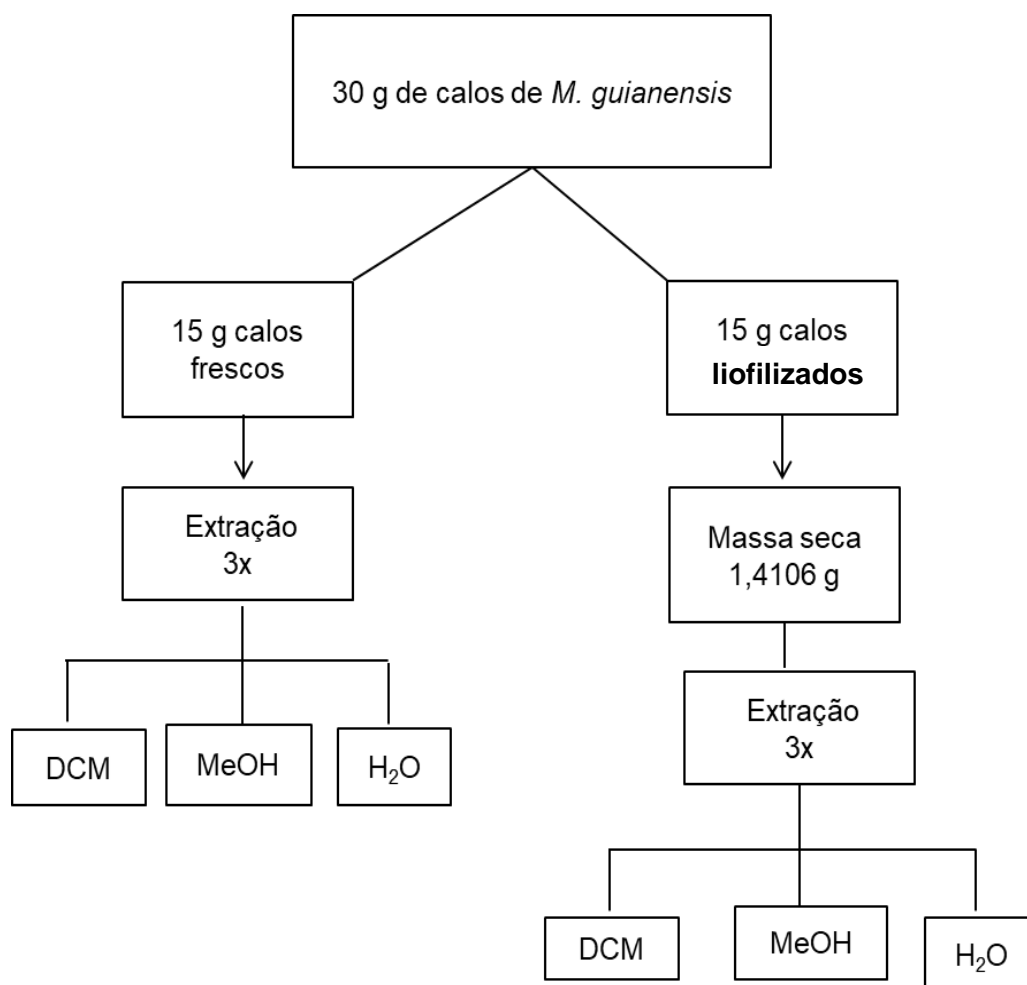 30 g de calos de M. guianensis
15 g calos
frescos
15 g calos
liofilizados
Extração
3x
Massa seca
1,4106 g
Extração
3x
DCM
MeOH
H₂O
DCM
MeOH
H₂O